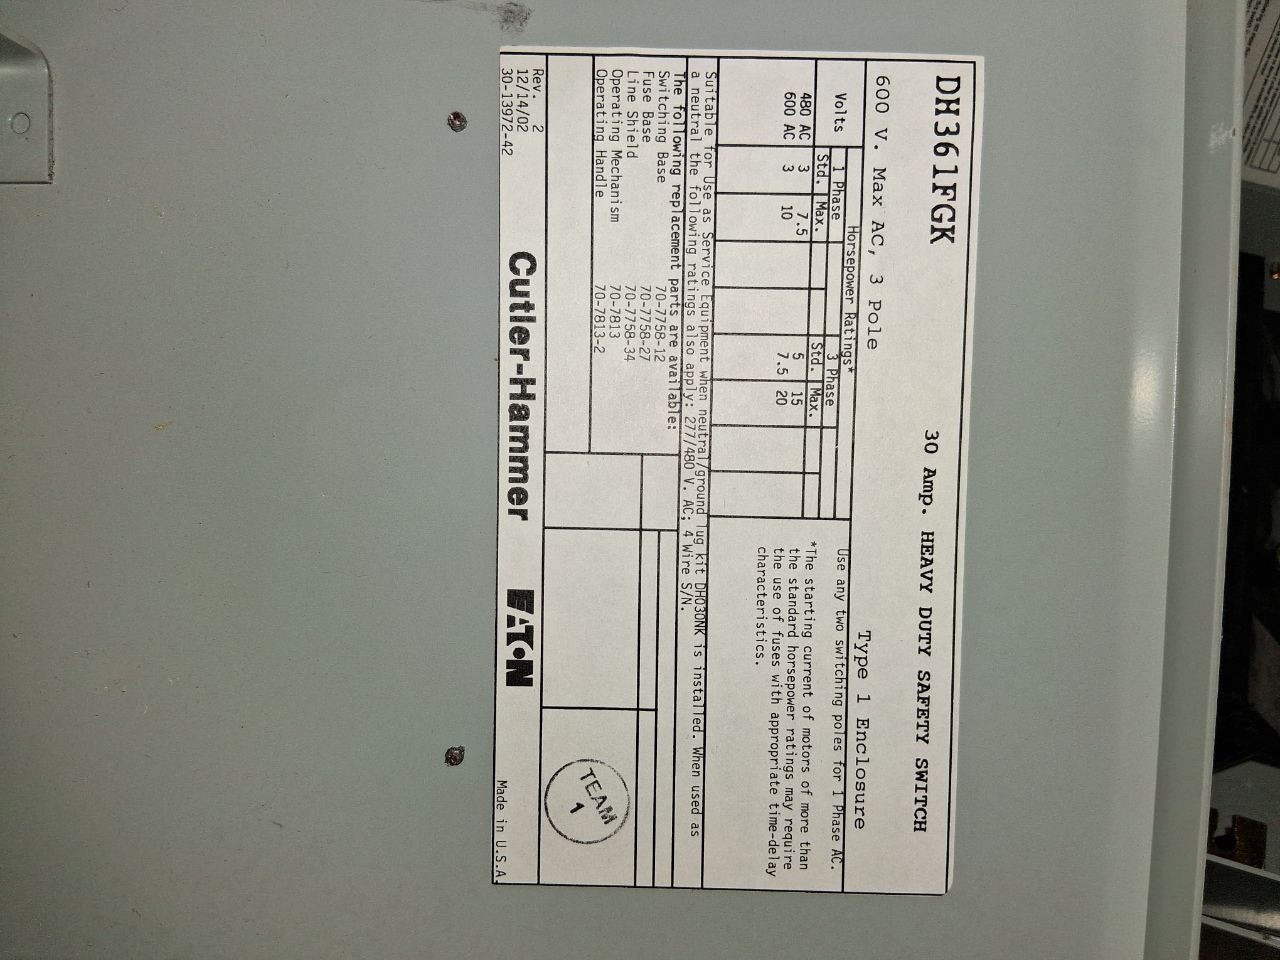 DH361FGK
30 Amp. HEAVY DUTY SAFETY SWITCH
600 V. Max AC, 3 Pole
Type 1 Enclosure
Horsepower Ratings*
Volts
1 Phase
3 Phase
Std. Max.
Std. Max.
480 AC 3 7.5 5 15
600 AC 3 10 7.5 20
Use any two switching poles for 1 Phase AC.
*The starting current of motors of more than
the standard horsepower ratings may require
the use of fuses with appropriate time-delay
characteristics.
Suitable for Use as Service Equipment when neutral/ground lug kit DH030NK is installed. When used as
a neutral the following ratings also apply: 277/480 V. AC; 4 Wire S/N.
The following replacement parts are available:
Switching Base 70-7758-12
Fuse Base 70-7758-27
Line Shield 70-7758-34
Operating Mechanism 70-7813
Operating Handle 70-7813-2
TEAM
1
Rev. 2
12/14/02
30-13972-42
Cutler-Hammer
EATON
Made in U.S.A.